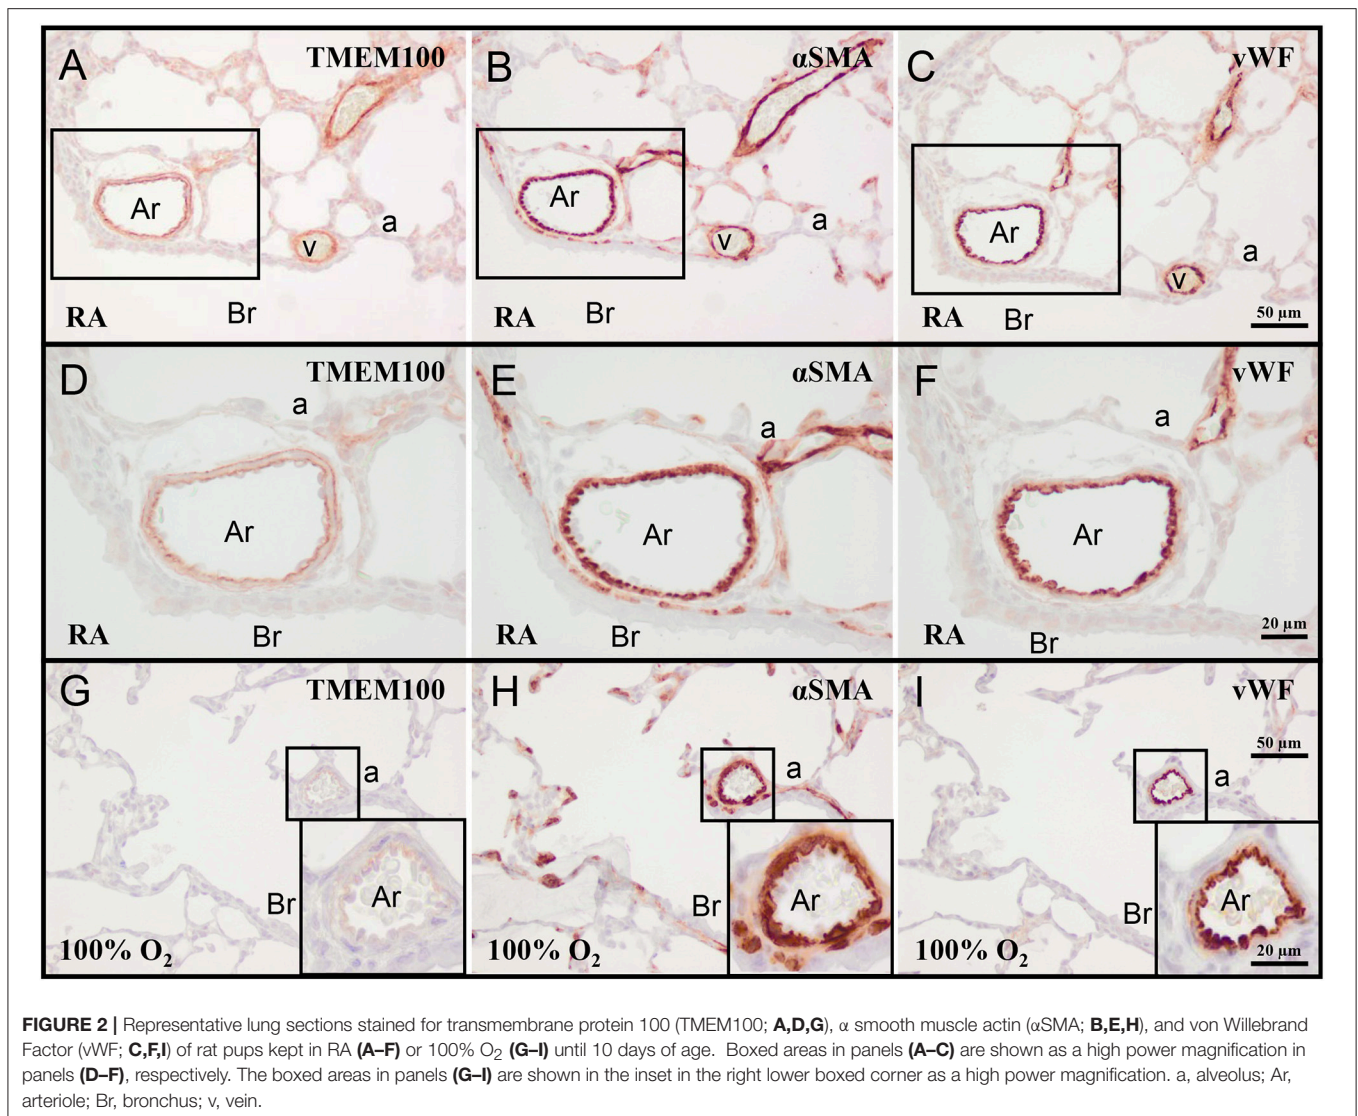 A TMEM100
B αSMA
C vWF
Ar
v
a
RA
Br
Ar
v
a
RA
Br
Ar
v
a
RA
Br
50 µm
D TMEM100
E αSMA
F vWF
a
Ar
RA
Br
a
Ar
RA
Br
a
Ar
RA
Br
20 µm
G TMEM100
H αSMA
I vWF
50 µm
a
Br
Ar
100% O₂
a
Br
Ar
100% O₂
a
Br
Ar
100% O₂
20 µm
FIGURE 2 | Representative lung sections stained for transmembrane protein 100 (TMEM100; A,D,G), α smooth muscle actin (αSMA; B,E,H), and von Willebrand
Factor (vWF; C,F,I) of rat pups kept in RA (A–F) or 100% O₂ (G–I) until 10 days of age. Boxed areas in panels (A–C) are shown as a high power magnification in
panels (D–F), respectively. The boxed areas in panels (G–I) are shown in the inset in the right lower boxed corner as a high power magnification. a, alveolus; Ar,
arteriole; Br, bronchus; v, vein.